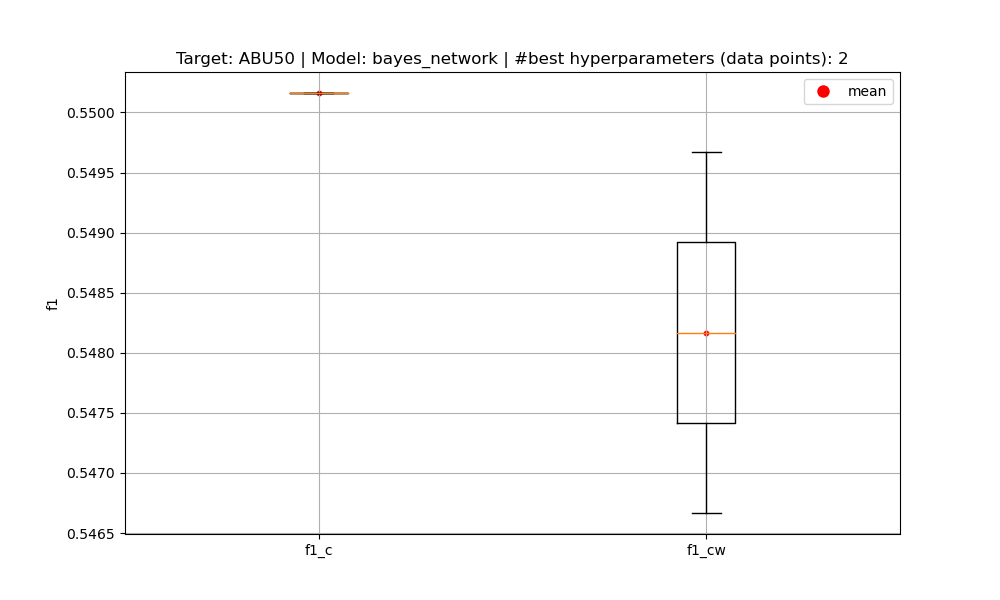 Target: ABU50 | Model: bayes_network | #best hyperparameters (data points): 2
mean
0.5500
0.5495
0.5490
0.5485
0.5480
0.5475
0.5470
0.5465
f1
f1_c
f1_cw